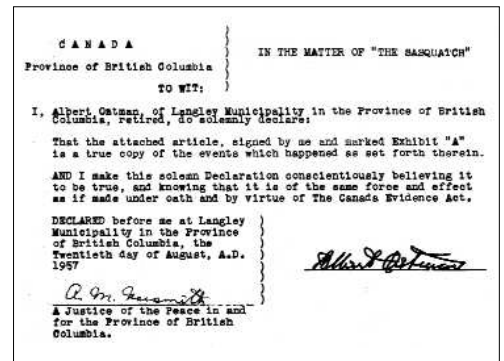 CANADA
IN THE MATTER OF "THE SASQUATCH"
Province of British Columbia
TO WIT:
I, Albert Ostman, of Langley Municipality in the Province of British
Columbia, retired, do solemnly declare:
That the attached article, signed by me and marked Exhibit "A"
is a true copy of the events which happened as set forth therein.
AND I make this solemn Declaration conscientiously believing it
to be true, and knowing that it is of the same force and effect
as if made under oath and by virtue of The Canada Evidence Act.
DECLARED before me at Langley
Municipality in the Province
of British Columbia, the
Twentieth day of August, A.D.
1957
Albert Ostman
A. M. Naismith
A Justice of the Peace in and
for the Province of British
Columbia.